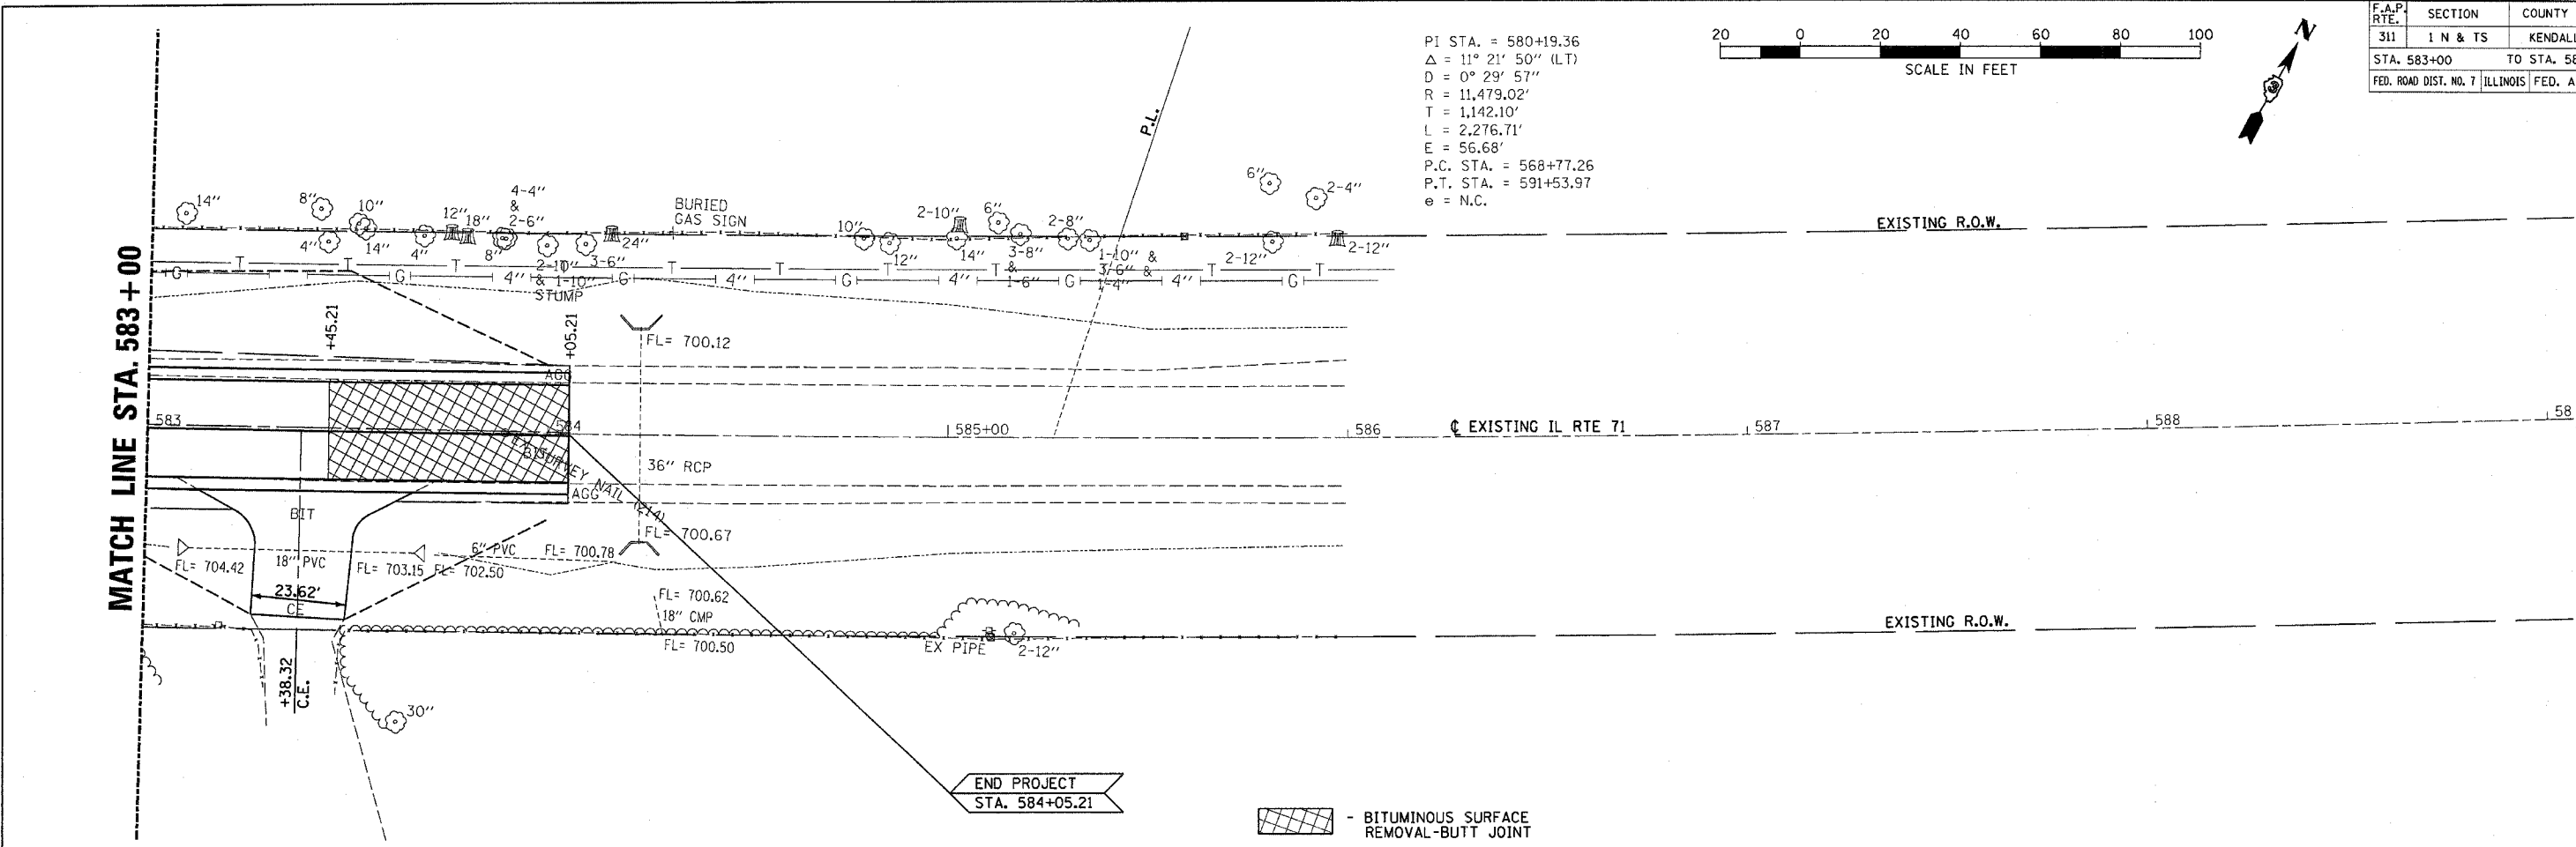 F.A.P. RTE. SECTION COUNTY
311 1 N & TS KENDALL
STA. 583+00 TO STA. 58
FED. ROAD DIST. NO. 7 ILLINOIS FED. A
20 0 20 40 60 80 100
SCALE IN FEET
N
PI STA. = 580+19.36
Δ = 11° 21' 50" (LT)
D = 0° 29' 57"
R = 11,479.02'
T = 1,142.10'
L = 2,276.71'
E = 56.68'
P.C. STA. = 568+77.26
P.T. STA. = 591+53.97
e = N.C.
P.L.
MATCH LINE STA. 583+00
14"
8"
10"
4"
14"
12"
18"
4"
8"
4-4"
&
2-6"
2-10"
& 1-10"
STUMP
3-6"
24"
BURIED
GAS SIGN
10"
12"
2-10"
14"
6"
3-8"
&
1-6"
2-8"
1-10" &
3-6" &
1-4"
6"
2-4"
2-12"
2-12"
EXISTING R.O.W.
T T T T T T T T T
G G 4" G 4" G 4" G 4" G
+45.21
+05.21
FL= 700.12
AGG
583
584
585+00
586
℄ EXISTING IL RTE 71
587
588
58
BIT
SURVEY NAIL
(214)
36" RCP
AGG
BIT
FL= 700.67
FL= 704.42
18" PVC
FL= 703.15
FL= 702.50
6" PVC
FL= 700.78
23.62'
CE
FL= 700.62
18" CMP
FL= 700.50
EX PIPE
2-12"
EXISTING R.O.W.
+38.32
C.E.
30"
END PROJECT
STA. 584+05.21
- BITUMINOUS SURFACE
REMOVAL-BUTT JOINT